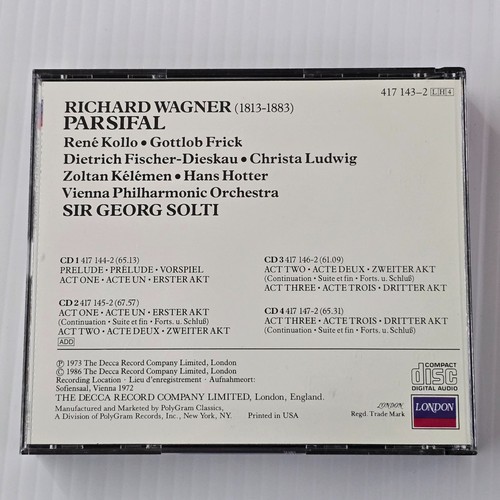 417 143-2 LH4
RICHARD WAGNER (1813-1883)
PARSIFAL
René Kollo • Gottlob Frick
Dietrich Fischer-Dieskau • Christa Ludwig
Zoltan Kélémen • Hans Hotter
Vienna Philharmonic Orchestra
SIR GEORG SOLTI
CD 1 417 144-2 (65.13)
PRELUDE • PRÉLUDE • VORSPIEL
ACT ONE • ACTE UN • ERSTER AKT
CD 2 417 145-2 (67.57)
ACT ONE • ACTE UN • ERSTER AKT
(Continuation • Suite et fin • Forts. u. Schluß)
ACT TWO • ACTE DEUX • ZWEITER AKT
ADD
CD 3 417 146-2 (61.09)
ACT TWO • ACTE DEUX • ZWEITER AKT
(Continuation • Suite et fin • Forts. u. Schluß)
ACT THREE • ACTE TROIS • DRITTER AKT
CD 4 417 147-2 (65.31)
ACT THREE • ACTE TROIS • DRITTER AKT
(Continuation • Suite et fin • Forts. u. Schluß)
Ⓟ 1973 The Decca Record Company Limited, London
© 1986 The Decca Record Company Limited, London
Recording Location • Lieu d'enregistrement • Aufnahmeort:
Sofiensaal, Vienna 1972
THE DECCA RECORD COMPANY LIMITED, London, England.
Manufactured and Marketed by PolyGram Classics,
A Division of PolyGram Records, Inc., New York, NY.
Printed in USA
COMPACT
disc
DIGITAL AUDIO
LONDON
Regd. Trade Mark
LONDON